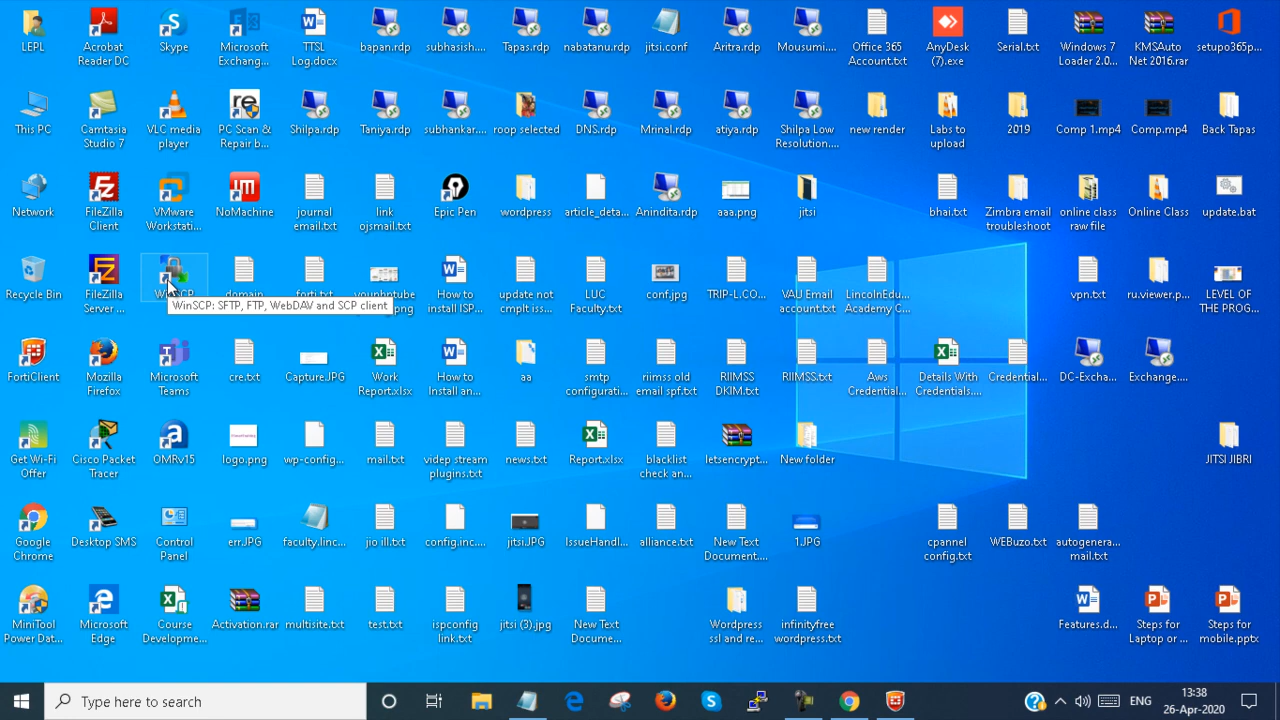 LEPL
Acrobat
Reader DC
Skype
Microsoft
Exchang...
TTSL
Log.docx
bapan.rdp
subhasish....
Tapas.rdp
nabatanu.rdp
jitsi.conf
Aritra.rdp
Mousumi....
Office 365
Account.txt
AnyDesk
(7).exe
Serial.txt
Windows 7
Loader 2.0...
KMSAuto
Net 2016.rar
setupo365p...
This PC
Camtasia
Studio 7
VLC media
player
PC Scan &
Repair b...
Shilpa.rdp
Taniya.rdp
subhankar....
roop selected
DNS.rdp
Mrinal.rdp
atiya.rdp
Shilpa Low
Resolution....
new render
Labs to
upload
2019
Comp 1.mp4
Comp.mp4
Back Tapas
Network
FileZilla
Client
VMware
Workstati...
NoMachine
journal
email.txt
link
ojsmail.txt
Epic Pen
wordpress
article_deta...
Anindita.rdp
aaa.png
jitsi
bhai.txt
Zimbra email
troubleshoot
online class
raw file
Online Class
update.bat
Recycle Bin
FileZilla
Server ...
WinSCP
domain
forti.txt
youphptube
.png
How to
install ISP...
update not
cmplt iss...
LUC
Faculty.txt
conf.jpg
TRIP-L.CO...
VAU Email
account.txt
LincolnEdu...
Academy C...
vpn.txt
ru.viewer.p...
LEVEL OF
THE PROG...
WinSCP: SFTP, FTP, WebDAV and SCP client
FortiClient
Mozilla
Firefox
Microsoft
Teams
cre.txt
Capture.JPG
Work
Report.xlsx
How to
Install an...
aa
smtp
configurati...
riimss old
email spf.txt
RIIMSS
DKIM.txt
RIIMSS.txt
Aws
Credential...
Details With
Credentials....
Credential...
DC-Excha...
Exchange....
Get Wi-Fi
Offer
Cisco Packet
Tracer
OMRv15
logo.png
wp-config...
mail.txt
videp stream
plugins.txt
news.txt
Report.xlsx
blacklist
check an...
letsencrypt...
New folder
JITSI JIBRI
Google
Chrome
Desktop SMS
Control
Panel
err.JPG
faculty.linc...
jio ill.txt
config.inc....
jitsi.JPG
IssueHandl...
alliance.txt
New Text
Document....
1.JPG
cpannel
config.txt
WEBuzo.txt
autogenera...
mail.txt
MiniTool
Power Dat...
Microsoft
Edge
Course
Developme...
Activation.rar
multisite.txt
test.txt
ispconfig
link.txt
jitsi (3).jpg
New Text
Docume...
Wordpress
ssl and re...
infinityfree
wordpress.txt
Features.d...
Steps for
Laptop or ...
Steps for
mobile.pptx
Type here to search
ENG
13:38
26-Apr-2020